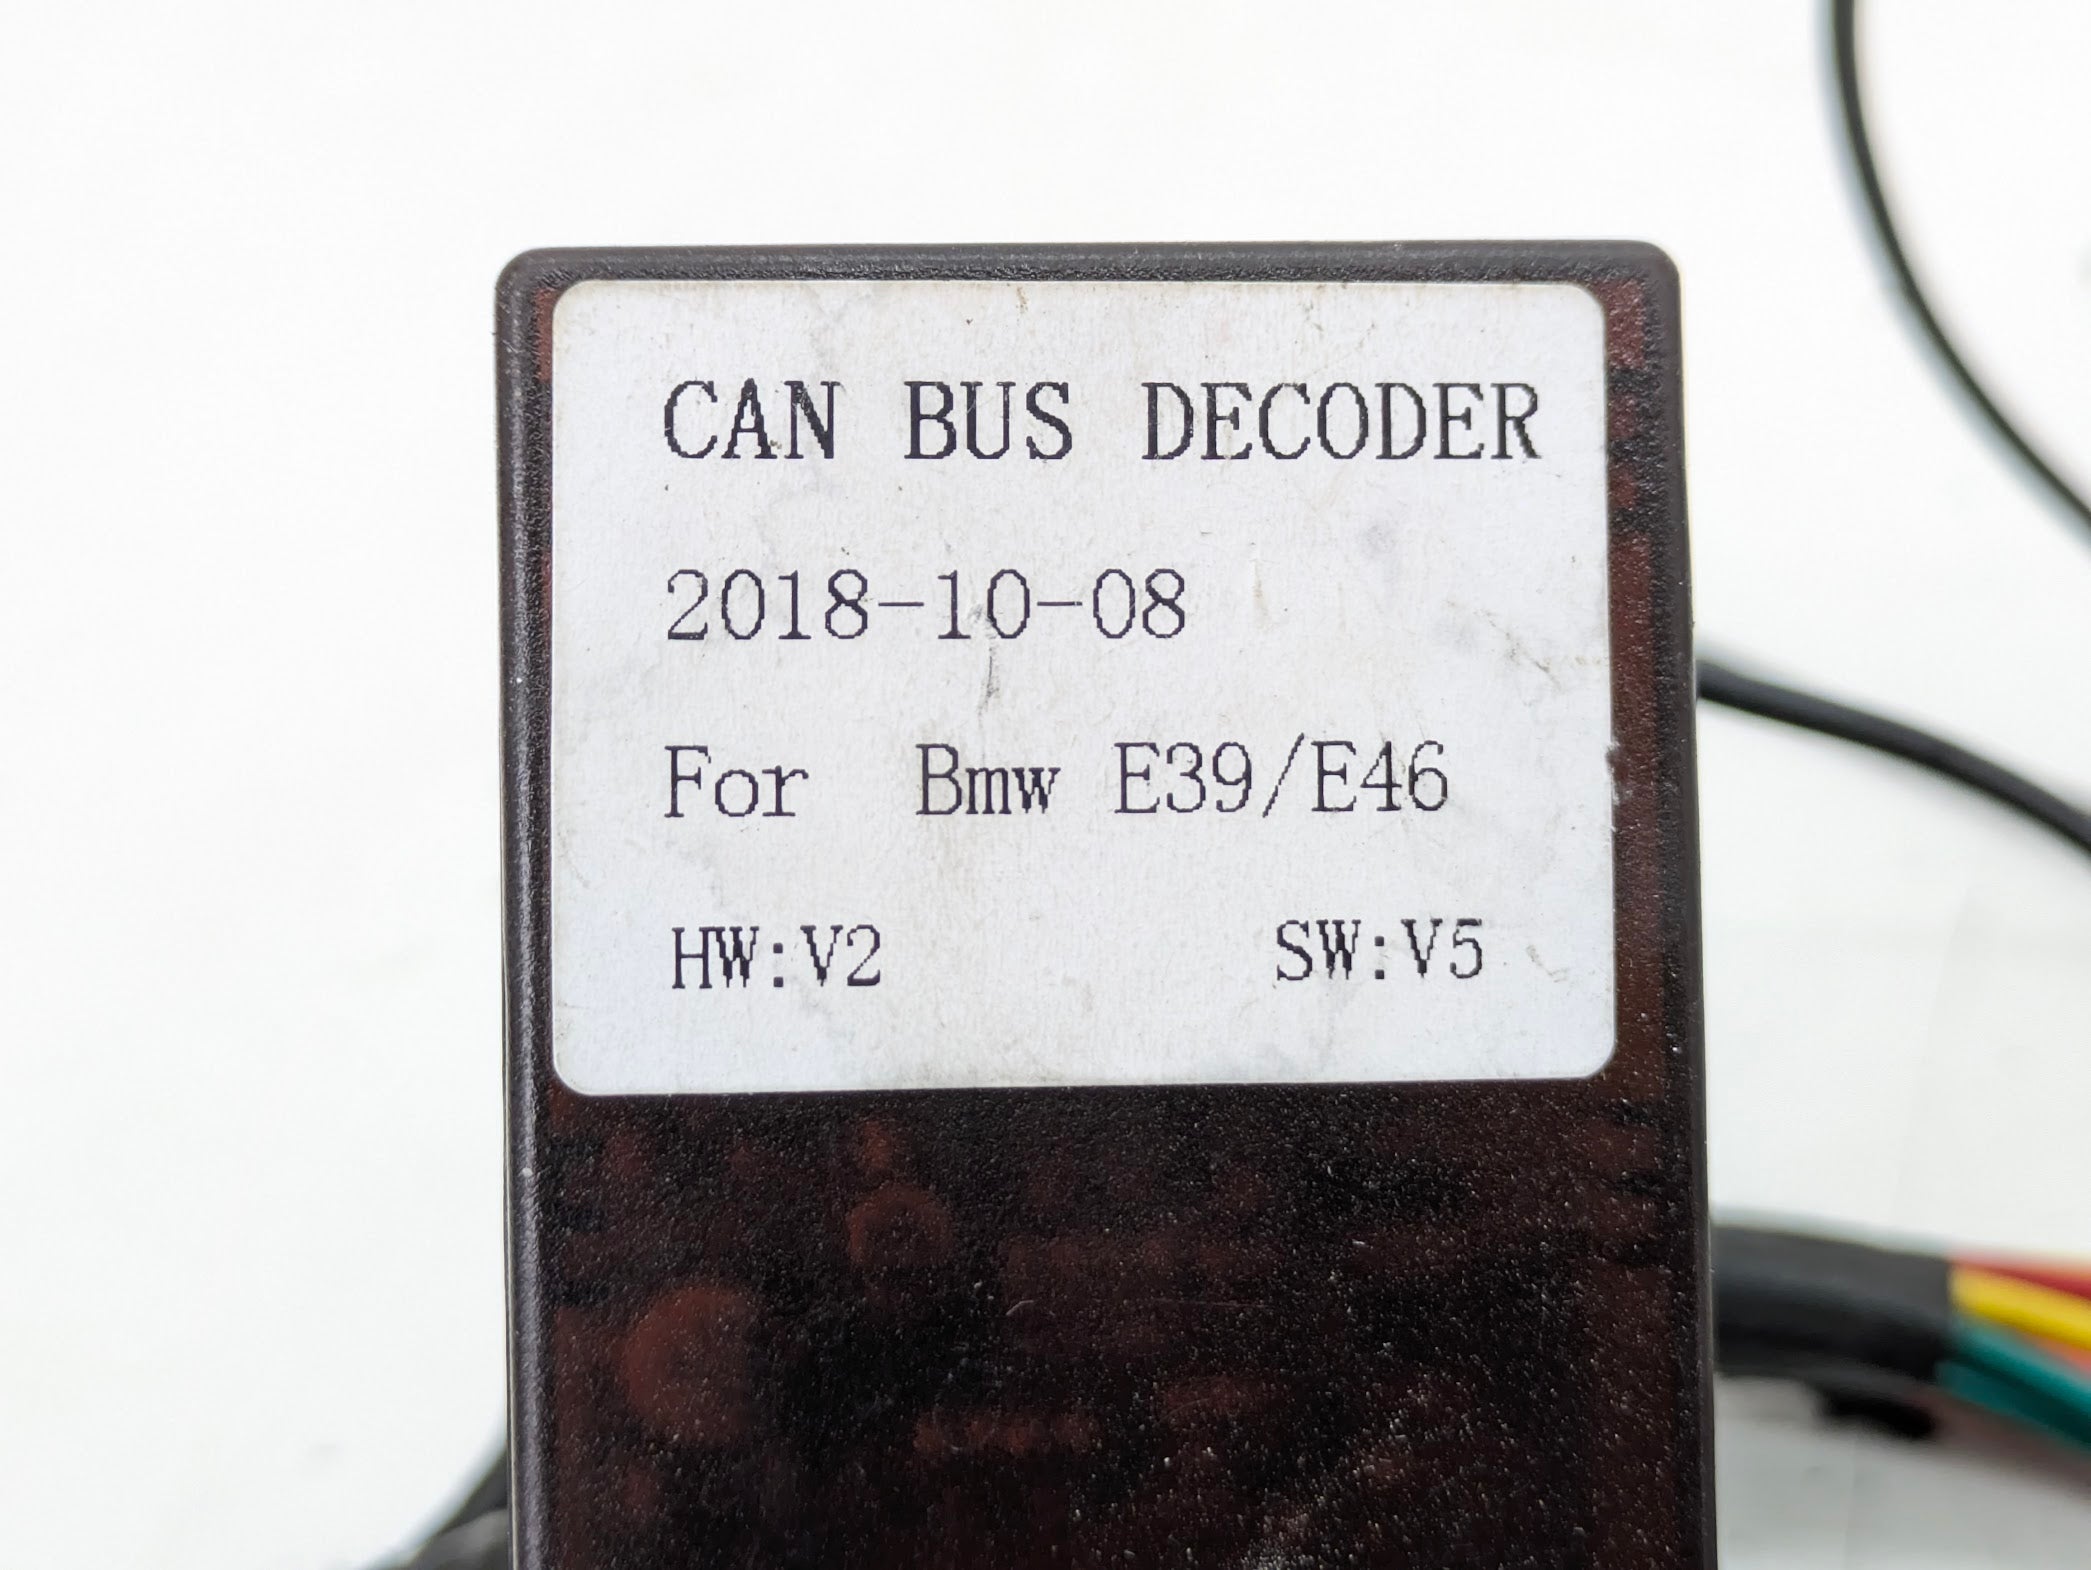 CAN BUS DECODER
2018-10-08
For Bmw E39/E46
HW:V2 SW:V5